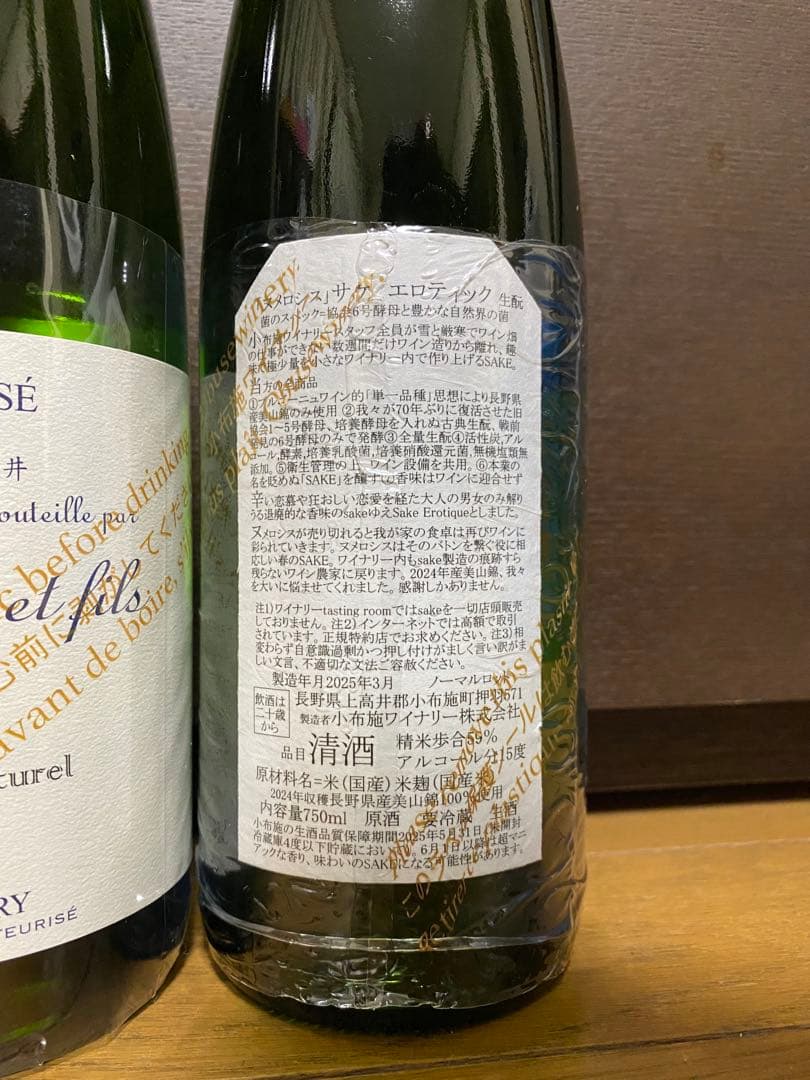 SÉ
井
outeille par
et fils
turel
RY
TEURISÉ
before drinking
む前に剥がしてください
avant de boire, s'il
「ヌメロシス」サケ エロティック 生酛
菌のスイッチ=協会6号酵母と豊かな自然界の菌
小布施ワイナリースタッフ全員が雪と厳寒でワイン畑
の仕事ができない数週間だけワイン造りから離れ、趣
味で極少量を小さなワイナリー内で作り上げるSAKE。
当方の全商品
①ブルゴーニュワイン的「単一品種」思想により長野県
産美山錦のみ使用 ②我々が70年ぶりに復活させた旧
協会1〜5号酵母、培養酵母を入れぬ古典生酛、戦前
発見の6号酵母のみで発酵③全量生酛④活性炭,アル
コール,酵素,培養乳酸菌,培養硝酸還元菌,無機塩類無
添加。⑤衛生管理の上、ワイン設備を共用。⑥本業の
名を貶めぬ「SAKE」を醸す⑦香味はワインに迎合せず
辛い恋慕や狂おしい恋愛を経た大人の男女のみ解り
うる退廃的な香味のsakeゆえSake Erotiqueとしました。
ヌメロシスが売り切れると我が家の食卓は再びワインに
彩られていきます。ヌメロシスはそのバトンを繋ぐ役に相
応しい春のSAKE。ワイナリー内もsake製造の痕跡すら
残らないワイン農家に戻ります。2024年産美山錦、我々
を大いに悩ませてくれました。感謝しかありません。
注1)ワイナリーtasting roomではsakeを一切店頭販売
しておりません。注2)インターネットでは高額で取引
されています。正規特約店でお求めください。注3)相
変わらず自意識過剰かつ押し付けがましく言い訳がま
しい文言、不適切な文法ご容赦ください。
製造年月2025年3月 ノーマルロット
飲酒は二十歳から
長野県上高井郡小布施町押羽571
製造者小布施ワイナリー株式会社
品目 清酒 精米歩合59%
アルコール分15度
原材料名=米(国産)米麹(国産米)
2024年収穫長野県産美山錦100%使用
内容量750ml 原酒 要冷蔵 生酒
小布施の生酒品質保障期間2025年5月31日(未開封
冷蔵庫4度以下貯蔵において)。6月1日以降は超マニ
アックな香り、味わいのSAKEになる可能性があります。